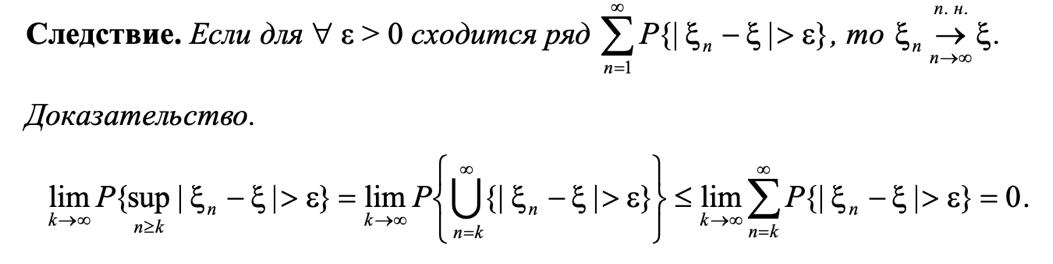 Следствие. Если для ∀ ε > 0 сходится ряд ∑_{n=1}^{∞} P{| ξ_n − ξ |> ε}, то ξ_n →^{п. н.}_{n→∞} ξ.
Доказательство.
lim_{k→∞} P{sup_{n≥k} | ξ_n − ξ |> ε} = lim_{k→∞} P{⋃_{n=k}^{∞} {| ξ_n − ξ |> ε}} ≤ lim_{k→∞} ∑_{n=k}^{∞} P{| ξ_n − ξ |> ε} = 0.